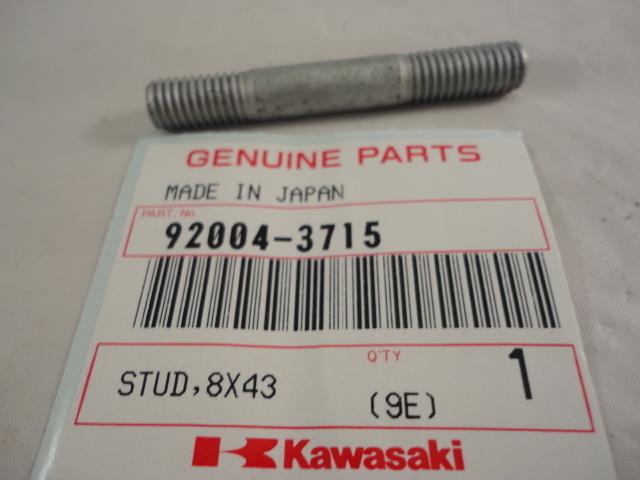 GENUINE PARTS
MADE IN JAPAN
PART. No.
92004-3715
STUD,8X43
Q'TY
1
(9E)
Kawasaki